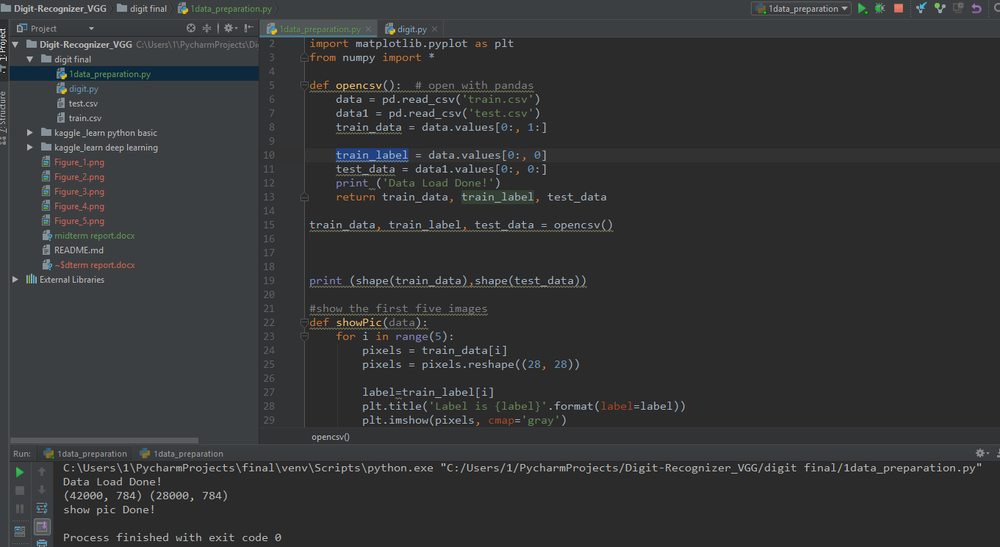 Digit-Recognizer_VGG digit final 1data_preparation.py 1data_preparation
1: Project
Project
1data_preparation.py digit.py
Digit-Recognizer_VGG C:\Users\1\PycharmProjects\Di
digit final
1data_preparation.py
digit.py
test.csv
train.csv
kaggle _learn python basic
kaggle_learn deep learning
Figure_1.png
Figure_2.png
Figure_3.png
Figure_4.png
Figure_5.png
midterm report.docx
README.md
~$dterm report.docx
External Libraries
7: Structure
2 import matplotlib.pyplot as plt
3 from numpy import *
4
5 def opencsv():  # open with pandas
6 data = pd.read_csv('train.csv')
7 data1 = pd.read_csv('test.csv')
8 train_data = data.values[0:, 1:]
9
10 train_label = data.values[0:, 0]
11 test_data = data1.values[0:, 0:]
12 print ('Data Load Done!')
13 return train_data, train_label, test_data
14
15 train_data, train_label, test_data = opencsv()
16
17
18
19 print (shape(train_data),shape(test_data))
20
21 #show the first five images
22 def showPic(data):
23 for i in range(5):
24 pixels = train_data[i]
25 pixels = pixels.reshape((28, 28))
26
27 label=train_label[i]
28 plt.title('Label is {label}'.format(label=label))
29 plt.imshow(pixels, cmap='gray')
opencsv()
Run: 1data_preparation 1data_preparation
C:\Users\1\PycharmProjects\final\venv\Scripts\python.exe "C:/Users/1/PycharmProjects/Digit-Recognizer_VGG/digit final/1data_preparation.py"
Data Load Done!
(42000, 784) (28000, 784)
show pic Done!
Process finished with exit code 0